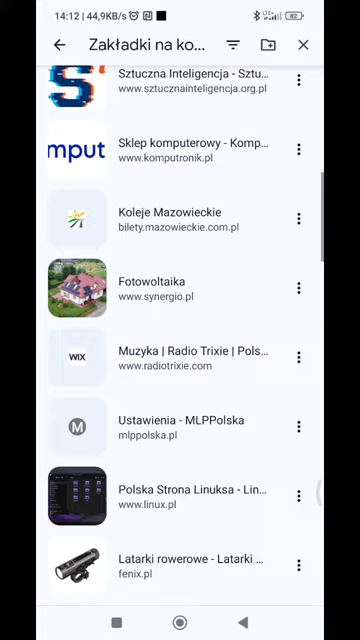 14:12 | 44,9KB/s
82
Zakładki na ko...
Sztuczna Inteligencja - Sztu...
www.sztucznainteligencja.org.pl
mput
Sklep komputerowy - Komp...
www.komputronik.pl
Koleje Mazowieckie
bilety.mazowieckie.com.pl
Fotowoltaika
www.synergio.pl
WIX
Muzyka | Radio Trixie | Pols...
www.radiotrixie.com
M
Ustawienia - MLPPolska
mlppolska.pl
Polska Strona Linuksa - Lin...
www.linux.pl
Latarki rowerowe - Latarki ...
fenix.pl